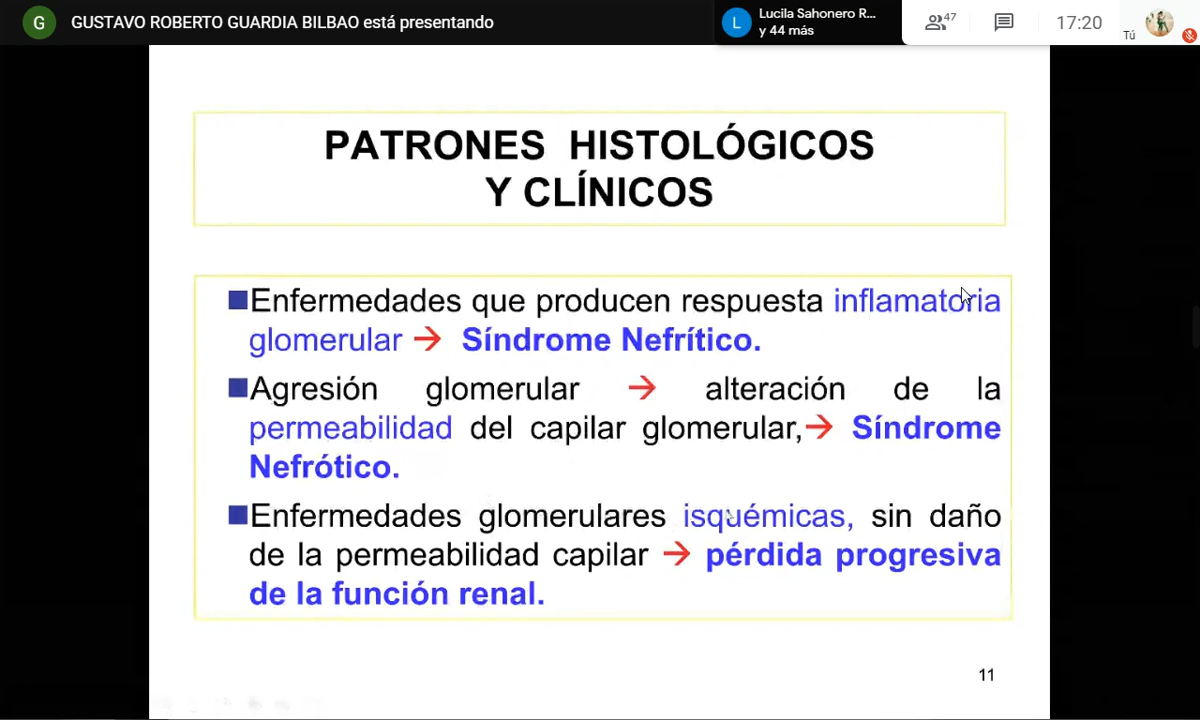 G GUSTAVO ROBERTO GUARDIA BILBAO está presentando
L Lucila Sahonero R...
y 44 más
47
17:20
Tú
PATRONES HISTOLÓGICOS
Y CLÍNICOS
Enfermedades que producen respuesta inflamatoria
glomerular → Síndrome Nefrítico.
Agresión glomerular → alteración de la
permeabilidad del capilar glomerular,→ Síndrome
Nefrótico.
Enfermedades glomerulares isquémicas, sin daño
de la permeabilidad capilar → pérdida progresiva
de la función renal.
11